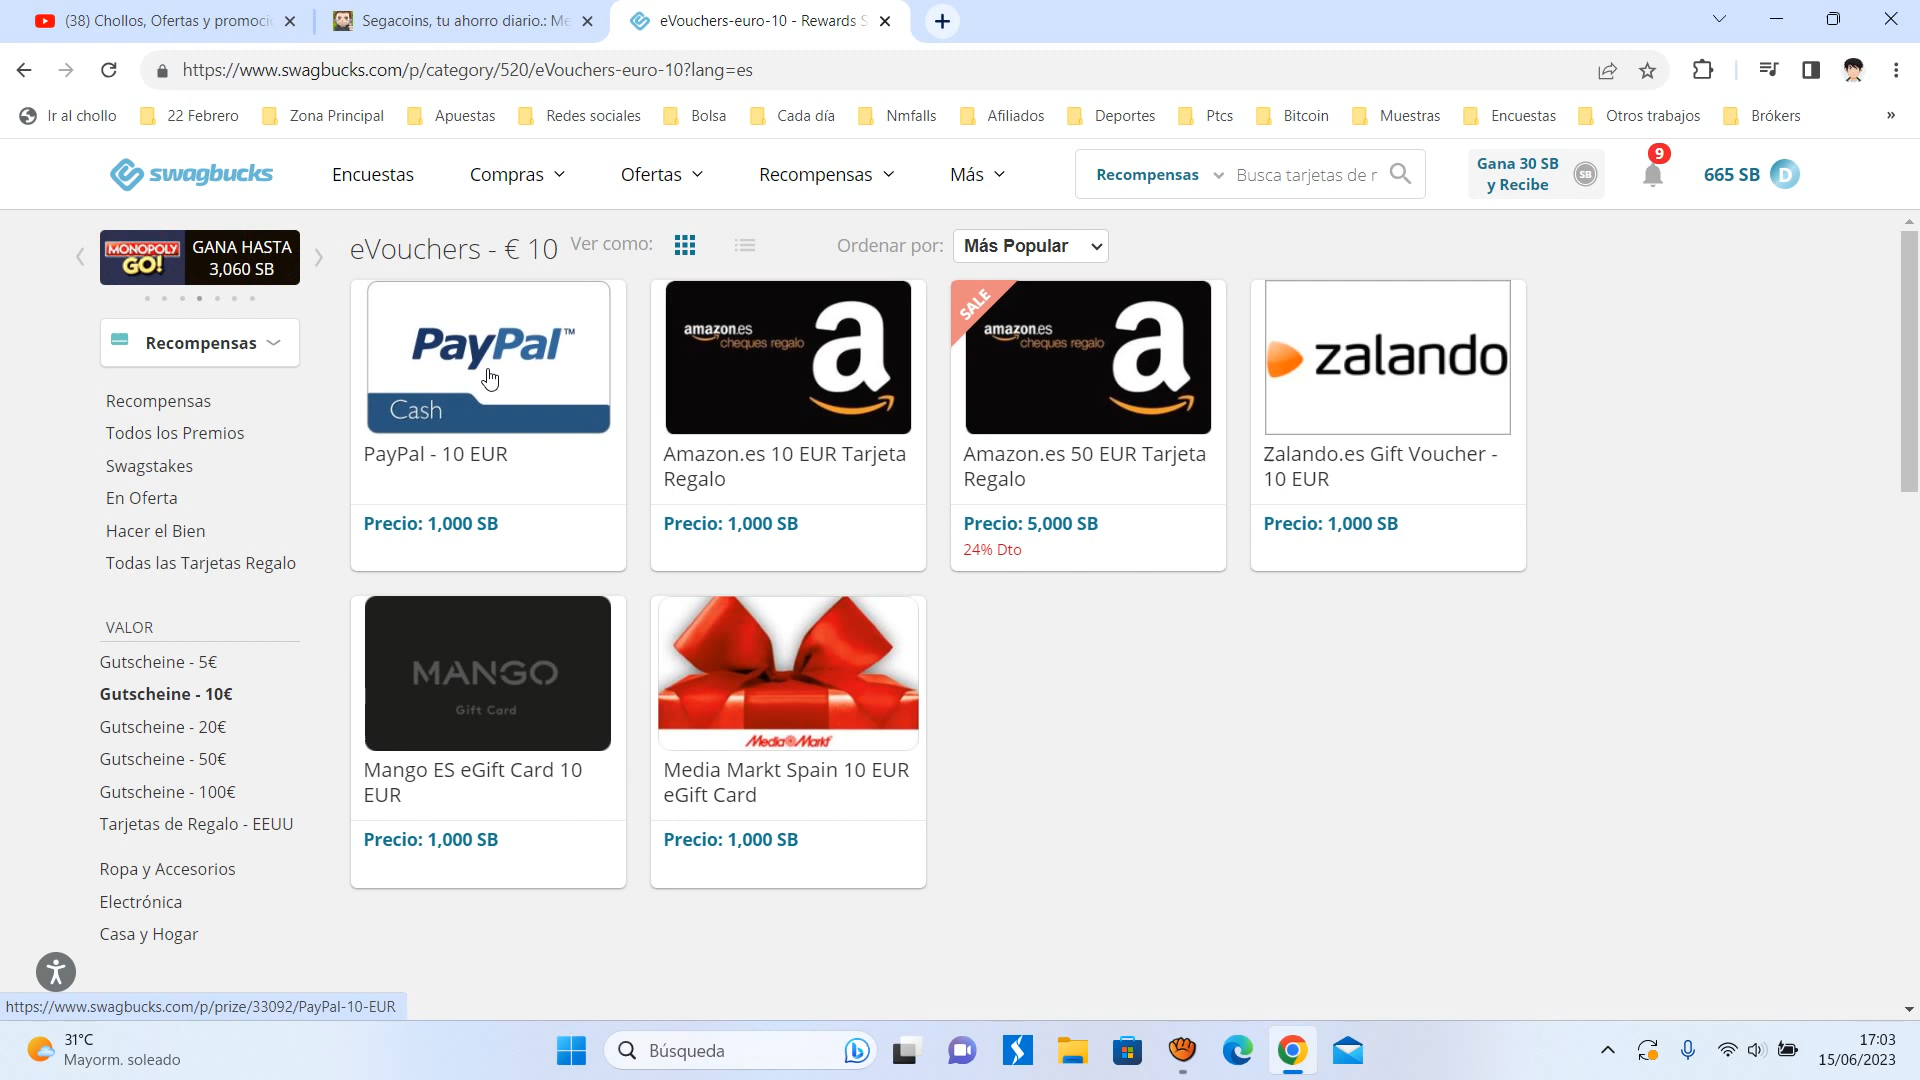 (38) Chollos, Ofertas y promoci
Segacoins, tu ahorro diario.: Me
eVouchers-euro-10 - Rewards S
https://www.swagbucks.com/p/category/520/eVouchers-euro-10?lang=es
Ir al chollo
22 Febrero
Zona Principal
Apuestas
Redes sociales
Bolsa
Cada día
Nmfalls
Afiliados
Deportes
Ptcs
Bitcoin
Muestras
Encuestas
Otros trabajos
Brókers
»
swagbucks
Encuestas
Compras
Ofertas
Recompensas
Más
Recompensas
Busca tarjetas de r
Gana 30 SB
y Recibe
SB
9
665 SB
D
MONOPOLY
GO!
GANA HASTA
3,060 SB
eVouchers - € 10
Ver como:
Ordenar por:
Más Popular
Recompensas
Recompensas
Todos los Premios
Swagstakes
En Oferta
Hacer el Bien
Todas las Tarjetas Regalo
VALOR
Gutscheine - 5€
Gutscheine - 10€
Gutscheine - 20€
Gutscheine - 50€
Gutscheine - 100€
Tarjetas de Regalo - EEUU
Ropa y Accesorios
Electrónica
Casa y Hogar
PayPal™
Cash
PayPal - 10 EUR
Precio: 1,000 SB
amazon.es
cheques regalo
a
Amazon.es 10 EUR Tarjeta
Regalo
Precio: 1,000 SB
SALE
amazon.es
cheques regalo
a
Amazon.es 50 EUR Tarjeta
Regalo
Precio: 5,000 SB
24% Dto
zalando
Zalando.es Gift Voucher -
10 EUR
Precio: 1,000 SB
MANGO
Gift Card
Mango ES eGift Card 10
EUR
Precio: 1,000 SB
Media Markt
Media Markt Spain 10 EUR
eGift Card
Precio: 1,000 SB
https://www.swagbucks.com/p/prize/33092/PayPal-10-EUR
31°C
Mayorm. soleado
Búsqueda
17:03
15/06/2023